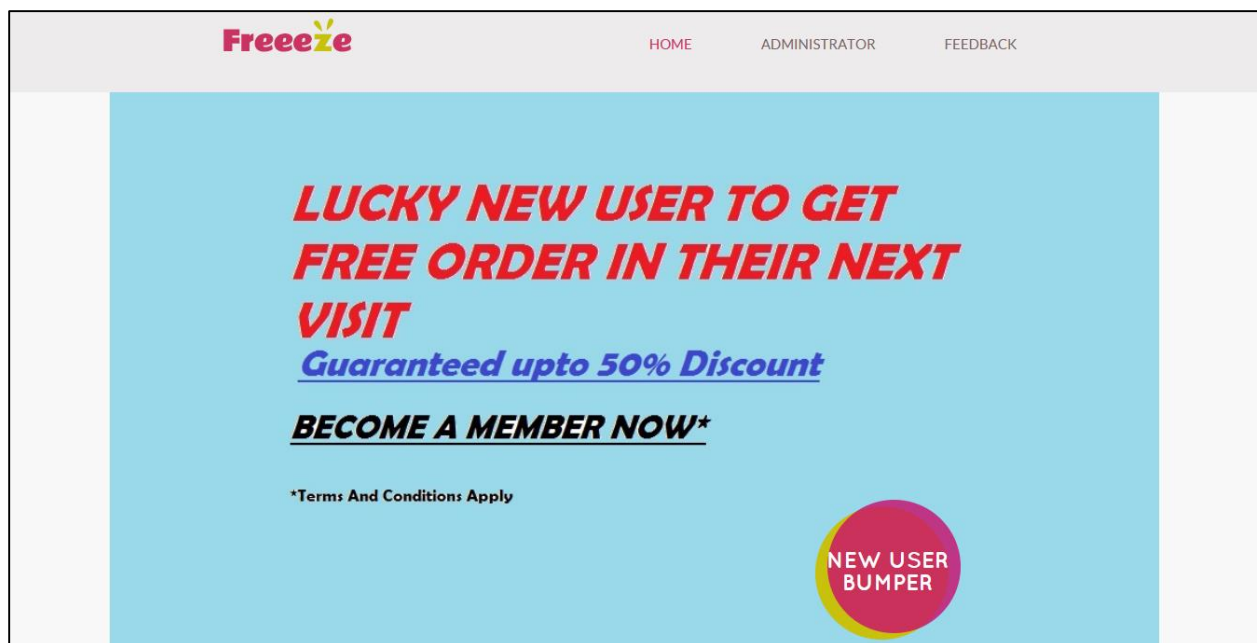 Freeeze
HOME ADMINISTRATOR FEEDBACK
LUCKY NEW USER TO GET
FREE ORDER IN THEIR NEXT
VISIT
Guaranteed upto 50% Discount
BECOME A MEMBER NOW*
*Terms And Conditions Apply
NEW USER
BUMPER